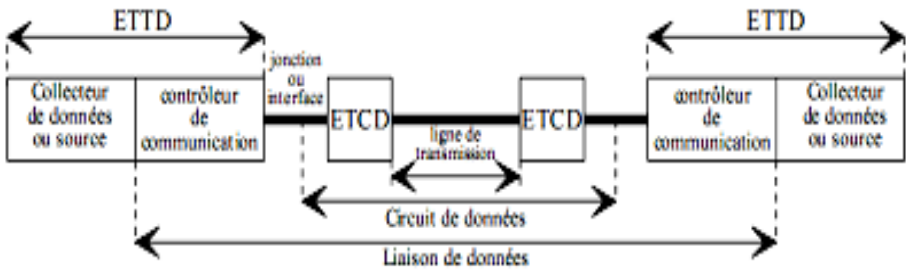 ETTD
ETTD
jonction
ou
interface
Collecteur
de données
ou source
contrôleur
de
communication
ETCD
ligne de
transmission
ETCD
contrôleur
de
communication
Collecteur
de données
ou source
Circuit de données
Liaison de données